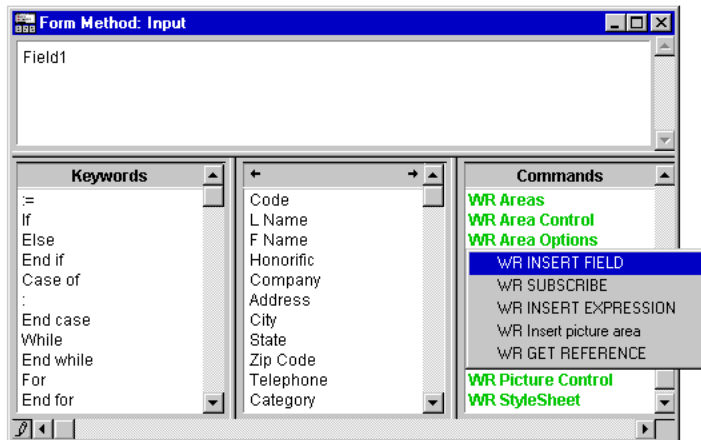 Form Method: Input
Field1
Keywords
:=
If
Else
End if
Case of
:
End case
While
End while
For
End for
Code
L Name
F Name
Honorific
Company
Address
City
State
Zip Code
Telephone
Category
Commands
WR Areas
WR Area Control
WR Area Options
WR INSERT FIELD
WR SUBSCRIBE
WR INSERT EXPRESSION
WR Insert picture area
WR GET REFERENCE
WR Picture Control
WR StyleSheet